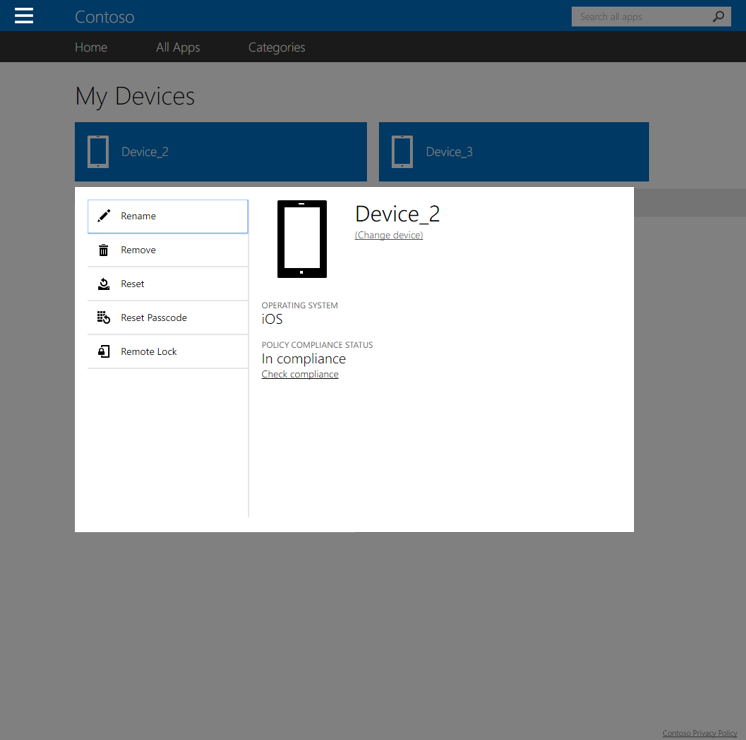 Contoso
Search all apps
Home All Apps Categories
My Devices
Device_2
Device_3
Rename
Remove
Reset
Reset Passcode
Remote Lock
Device_2
(Change device)
OPERATING SYSTEM
iOS
POLICY COMPLIANCE STATUS
In compliance
Check compliance
Contoso Privacy Policy